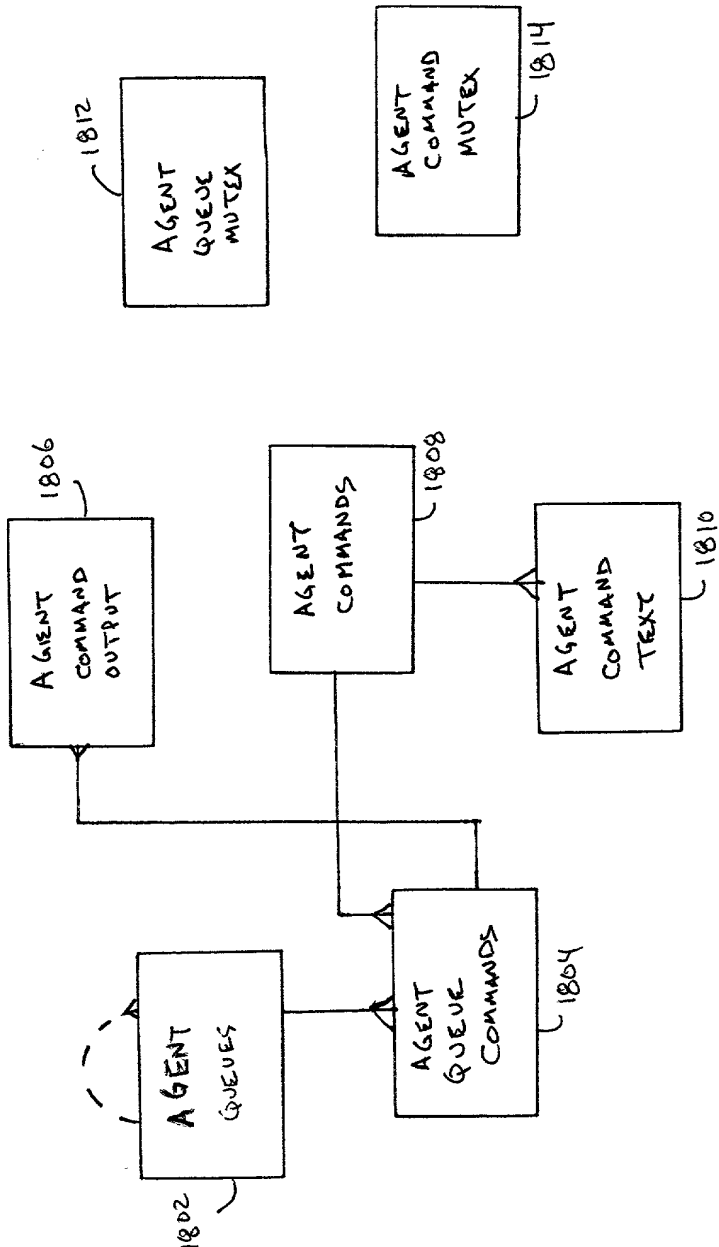 1802
AGENT
QUEUES
AGENT
QUEUE
COMMANDS
1804
AGENT
COMMAND
OUTPUT
1806
AGENT
COMMANDS
1808
AGENT
COMMAND
TEXT
1810
AGENT
QUEUE
MUTEX
1812
AGENT
COMMAND
MUTEX
1814